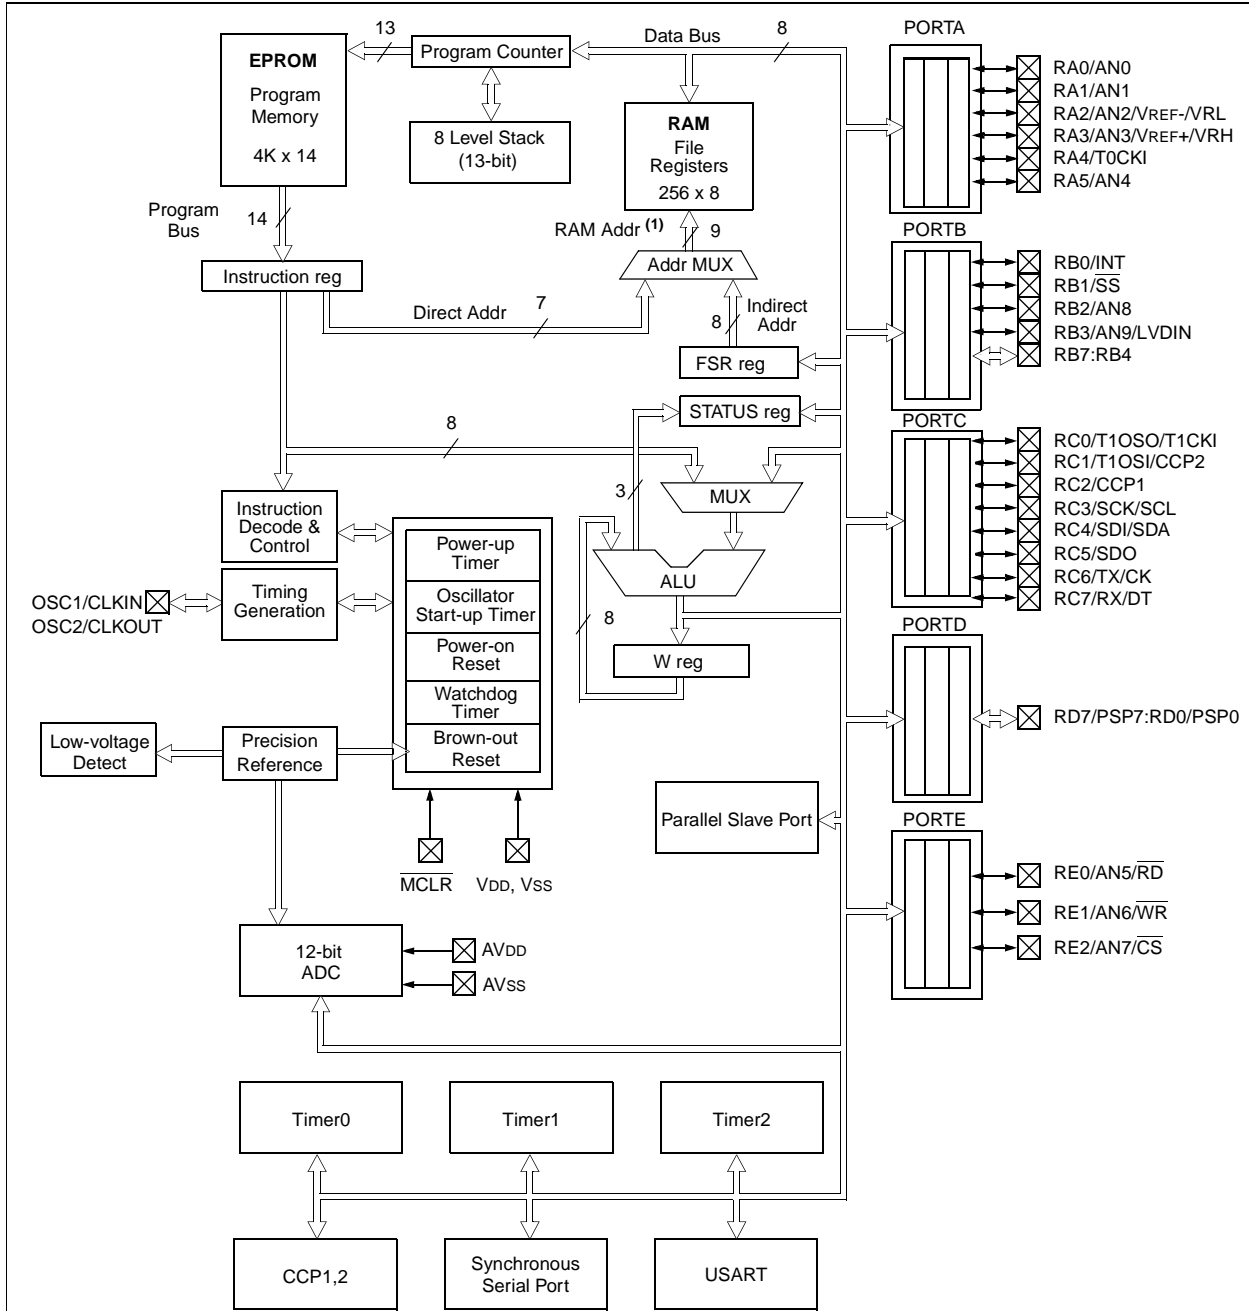 EPROM
Program
Memory
4K x 14
13
Program Counter
Data Bus
8
8 Level Stack
(13-bit)
RAM
File
Registers
256 x 8
Program
Bus
14
RAM Addr (1)
9
Instruction reg
Addr MUX
Direct Addr
7
8
Indirect
Addr
FSR reg
STATUS reg
8
3
MUX
Instruction
Decode &
Control
Power-up
Timer
Oscillator
Start-up Timer
Power-on
Reset
Watchdog
Timer
Brown-out
Reset
ALU
8
W reg
OSC1/CLKIN
OSC2/CLKOUT
Timing
Generation
Low-voltage
Detect
Precision
Reference
Parallel Slave Port
MCLR
VDD, VSS
12-bit
ADC
AVDD
AVSS
Timer0
Timer1
Timer2
CCP1,2
Synchronous
Serial Port
USART
PORTA
RA0/AN0
RA1/AN1
RA2/AN2/VREF-/VRL
RA3/AN3/VREF+/VRH
RA4/T0CKI
RA5/AN4
PORTB
RB0/INT
RB1/SS
RB2/AN8
RB3/AN9/LVDIN
RB7:RB4
PORTC
RC0/T1OSO/T1CKI
RC1/T1OSI/CCP2
RC2/CCP1
RC3/SCK/SCL
RC4/SDI/SDA
RC5/SDO
RC6/TX/CK
RC7/RX/DT
PORTD
RD7/PSP7:RD0/PSP0
PORTE
RE0/AN5/RD
RE1/AN6/WR
RE2/AN7/CS